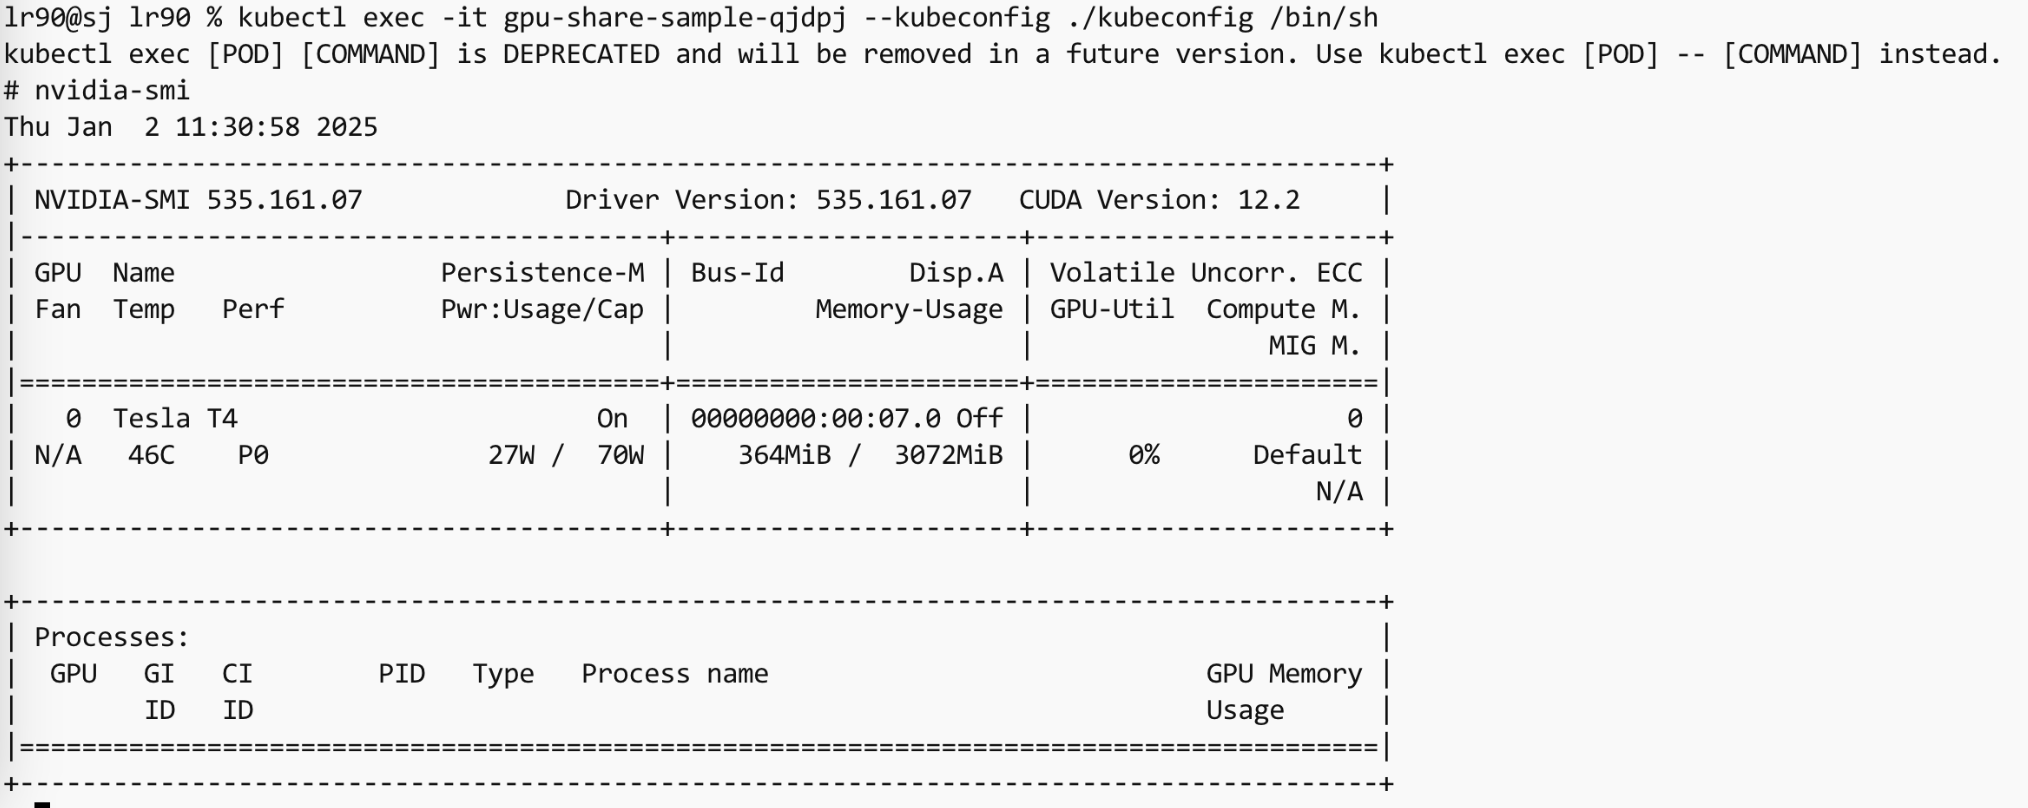 lr90@sj lr90 % kubectl exec -it gpu-share-sample-qjdpj --kubeconfig ./kubeconfig /bin/sh
kubectl exec [POD] [COMMAND] is DEPRECATED and will be removed in a future version. Use kubectl exec [POD] -- [COMMAND] instead.
# nvidia-smi
Thu Jan  2 11:30:58 2025
+---------------------------------------------------------------------------------------+
| NVIDIA-SMI 535.161.07             Driver Version: 535.161.07   CUDA Version: 12.2     |
|-----------------------------------------+----------------------+----------------------+
| GPU  Name                 Persistence-M | Bus-Id        Disp.A | Volatile Uncorr. ECC |
| Fan  Temp   Perf          Pwr:Usage/Cap |         Memory-Usage | GPU-Util  Compute M. |
|                                         |                      |               MIG M. |
|=========================================+======================+======================|
|   0  Tesla T4                       On  | 00000000:00:07.0 Off |                    0 |
| N/A   46C    P0              27W /  70W |    364MiB /  3072MiB |      0%      Default |
|                                         |                      |                  N/A |
+-----------------------------------------+----------------------+----------------------+

+---------------------------------------------------------------------------------------+
| Processes:                                                                            |
|  GPU   GI   CI        PID   Type   Process name                            GPU Memory |
|        ID   ID                                                             Usage      |
|=======================================================================================|
+---------------------------------------------------------------------------------------+